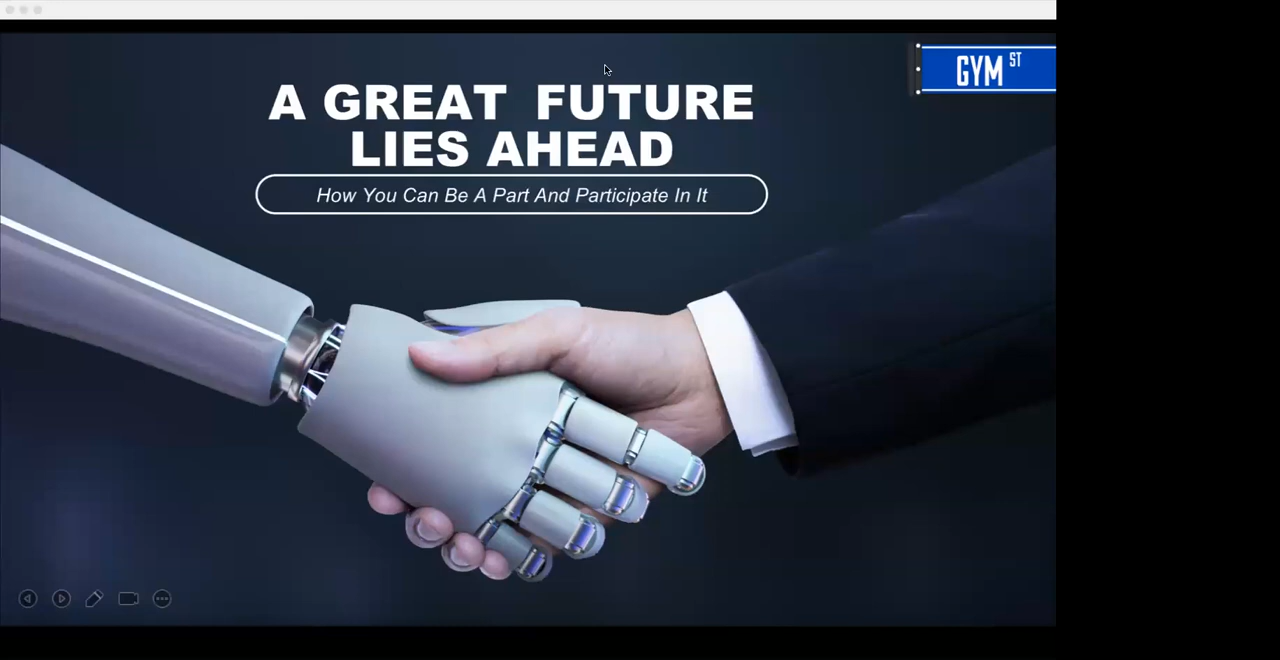 GYM ST
A GREAT FUTURE
LIES AHEAD
How You Can Be A Part And Participate In It